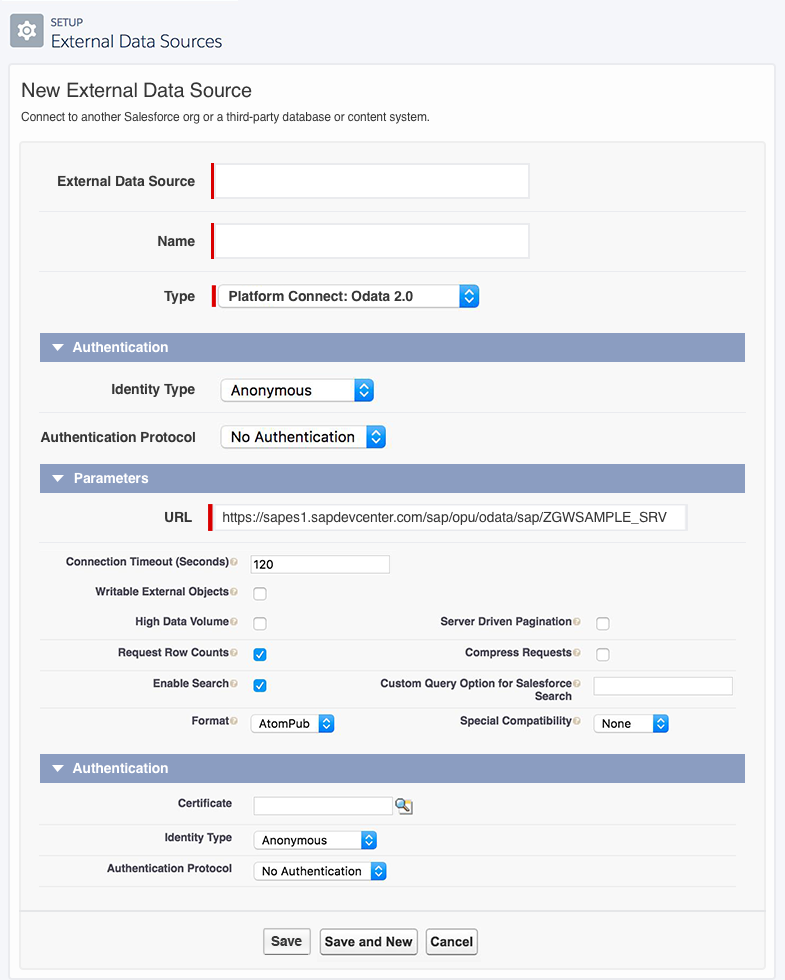 SETUP
External Data Sources
New External Data Source
Connect to another Salesforce org or a third-party database or content system.
External Data Source
Name
Type Platform Connect: Odata 2.0
Authentication
Identity Type Anonymous
Authentication Protocol No Authentication
Parameters
URL https://sapes1.sapdevcenter.com/sap/opu/odata/sap/ZGWSAMPLE_SRV
Connection Timeout (Seconds) 120
Writable External Objects
High Data Volume Server Driven Pagination
Request Row Counts Compress Requests
Enable Search Custom Query Option for Salesforce
Search
Format AtomPub Special Compatibility None
Authentication
Certificate
Identity Type Anonymous
Authentication Protocol No Authentication
Save Save and New Cancel